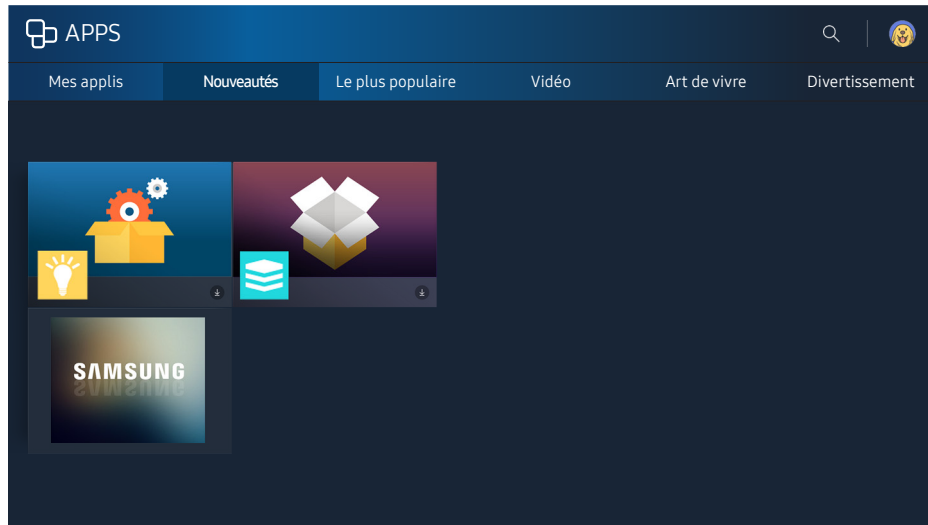 APPS
Mes applis Nouveautés Le plus populaire Vidéo Art de vivre Divertissement
SAMSUNG